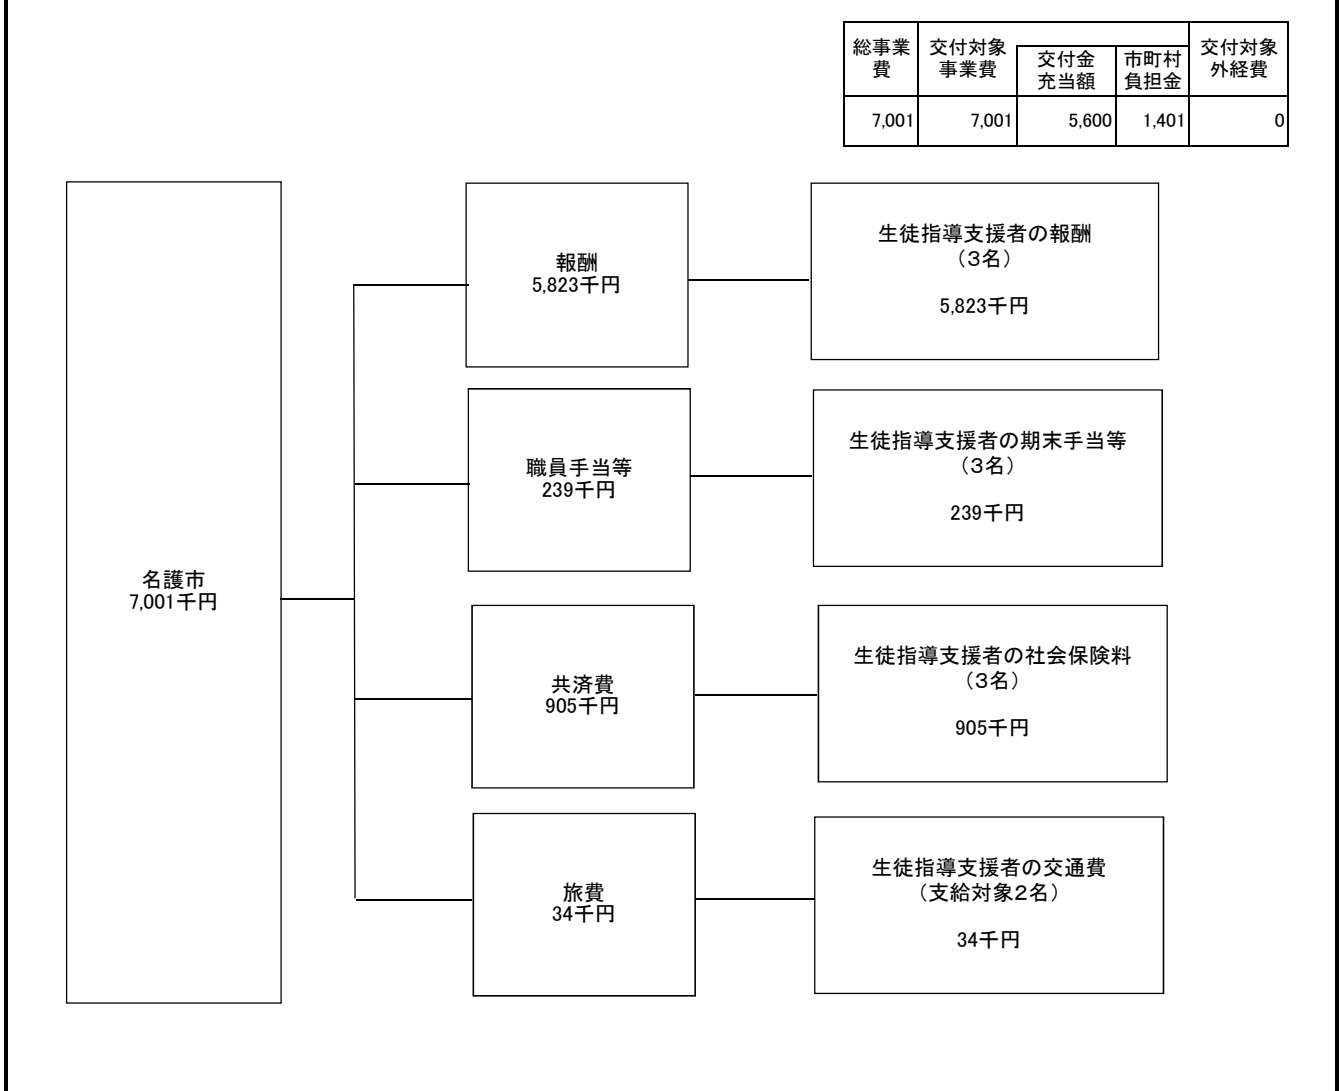 総事業
費
交付対象
事業費
交付金
充当額
市町村
負担金
交付対象
外経費
7,001
7,001
5,600
1,401
0
名護市
7,001千円
報酬
5,823千円
生徒指導支援者の報酬
（3名）
5,823千円
職員手当等
239千円
生徒指導支援者の期末手当等
（3名）
239千円
共済費
905千円
生徒指導支援者の社会保険料
（3名）
905千円
旅費
34千円
生徒指導支援者の交通費
（支給対象2名）
34千円